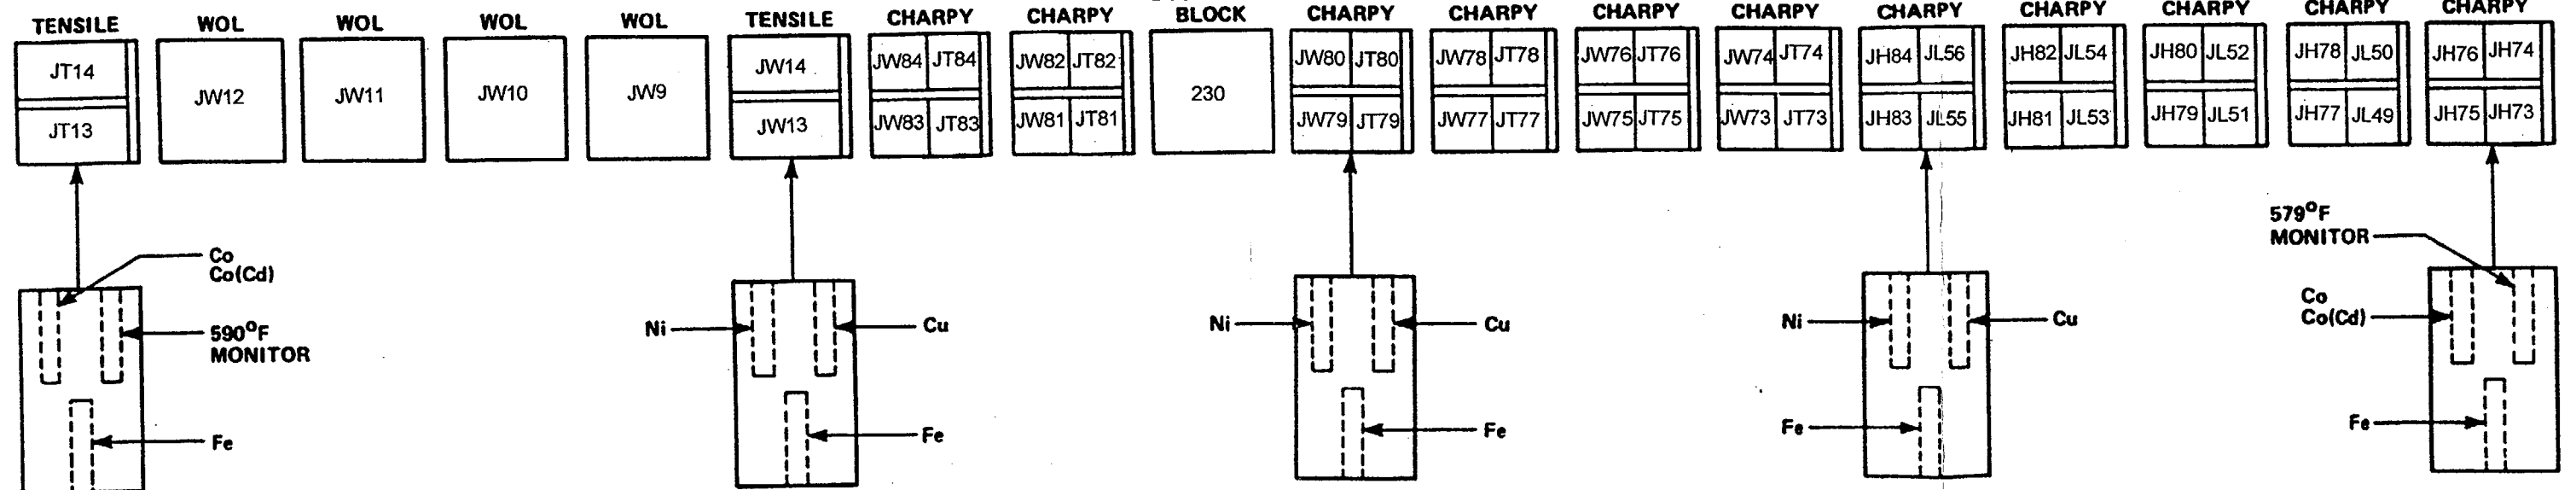 TENSILE WOL WOL WOL WOL TENSILE CHARPY CHARPY BLOCK CHARPY CHARPY CHARPY CHARPY CHARPY CHARPY CHARPY CHARPY CHARPY
JT14 JW12 JW11 JW10 JW9 JW14 JW84 JT84 JW82 JT82 230 JW80 JT80 JW78 JT78 JW76 JT76 JW74 JT74 JH84 JL56 JH82 JL54 JH80 JL52 JH78 JL50 JH76 JH74
JT13 JW13 JW83 JT83 JW81 JT81 JW79 JT79 JW77 JT77 JW75 JT75 JW73 JT73 JH83 JL55 JH81 JL53 JH79 JL51 JH77 JL49 JH75 JH73
Co
Co(Cd)
590°F
MONITOR
Fe
Ni Cu
Fe
Ni Cu
Fe
Ni Cu
Fe
579°F
MONITOR
Co
Co(Cd)
Fe